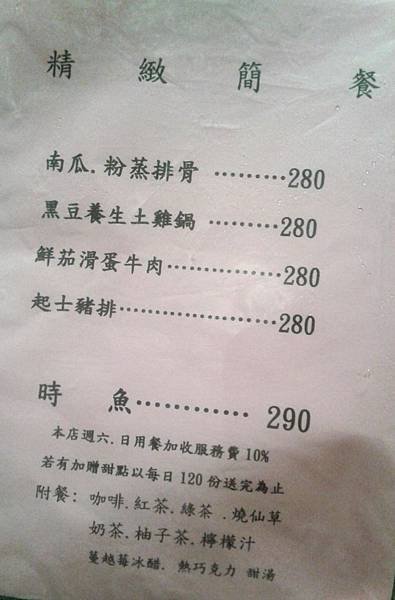 精緻簡餐
南瓜.粉蒸排骨 ………280
黑豆養生土雞鍋 ………280
鮮茄滑蛋牛肉……………280
起士豬排…………………280
時 魚………… 290
本店週六.日用餐加收服務費10%
若有加贈甜點以每日120份送完為止
附餐: 咖啡.紅茶.綠茶 .燒仙草
奶茶.柚子茶.檸檬汁
蔓越莓冰醋. 熱巧克力 甜湯